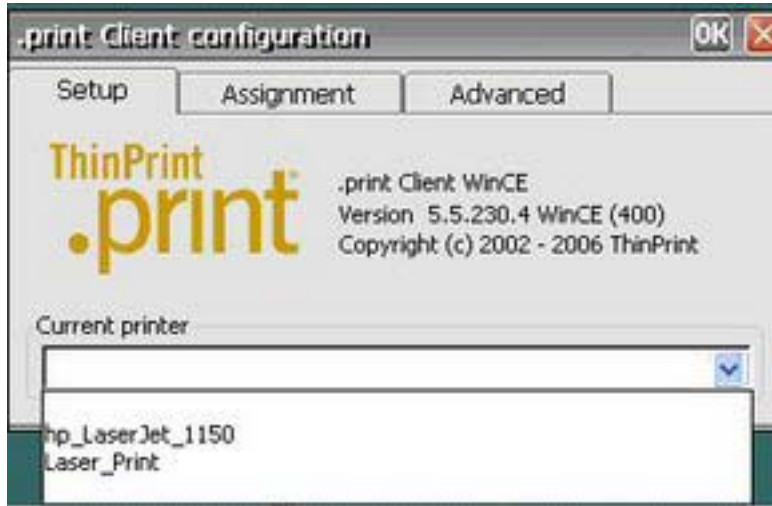 .print Client configuration OK
Setup Assignment Advanced
ThinPrint
.print
.print Client WinCE
Version 5.5.230.4 WinCE (400)
Copyright (c) 2002 - 2006 ThinPrint
Current printer
hp_LaserJet_1150
Laser_Print